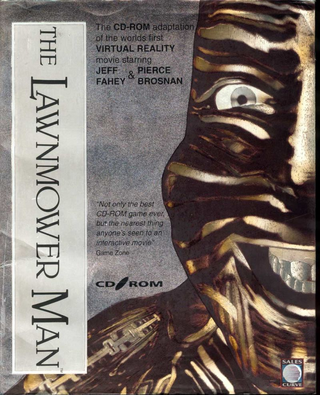 THE LAWNMOWER MAN™
The CD-ROM adaptation
of the worlds first
VIRTUAL REALITY
movie starring
JEFF & PIERCE
FAHEY BROSNAN
"Not only the best
CD-ROM game ever,
but the nearest thing
anyone's seen to an
interactive movie"
Game Zone
CD ROM
SALES
CURVE